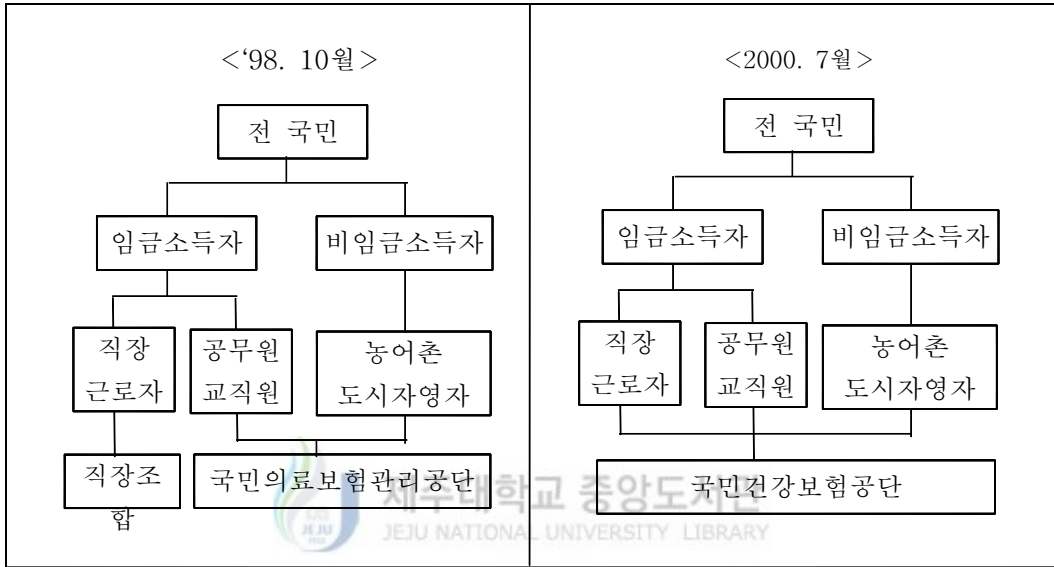 <‘98. 10월>
전 국민
임금소득자 비임금소득자
직장
근로자
공무원
교직원
농어촌
도시자영자
직장조
합
국민의료보험관리공단
<2000. 7월>
전 국민
임금소득자 비임금소득자
직장
근로자
공무원
교직원
농어촌
도시자영자
국민건강보험공단
제주대학교 중앙도서관
JEJU NATIONAL UNIVERSITY LIBRARY
JEJU
1952